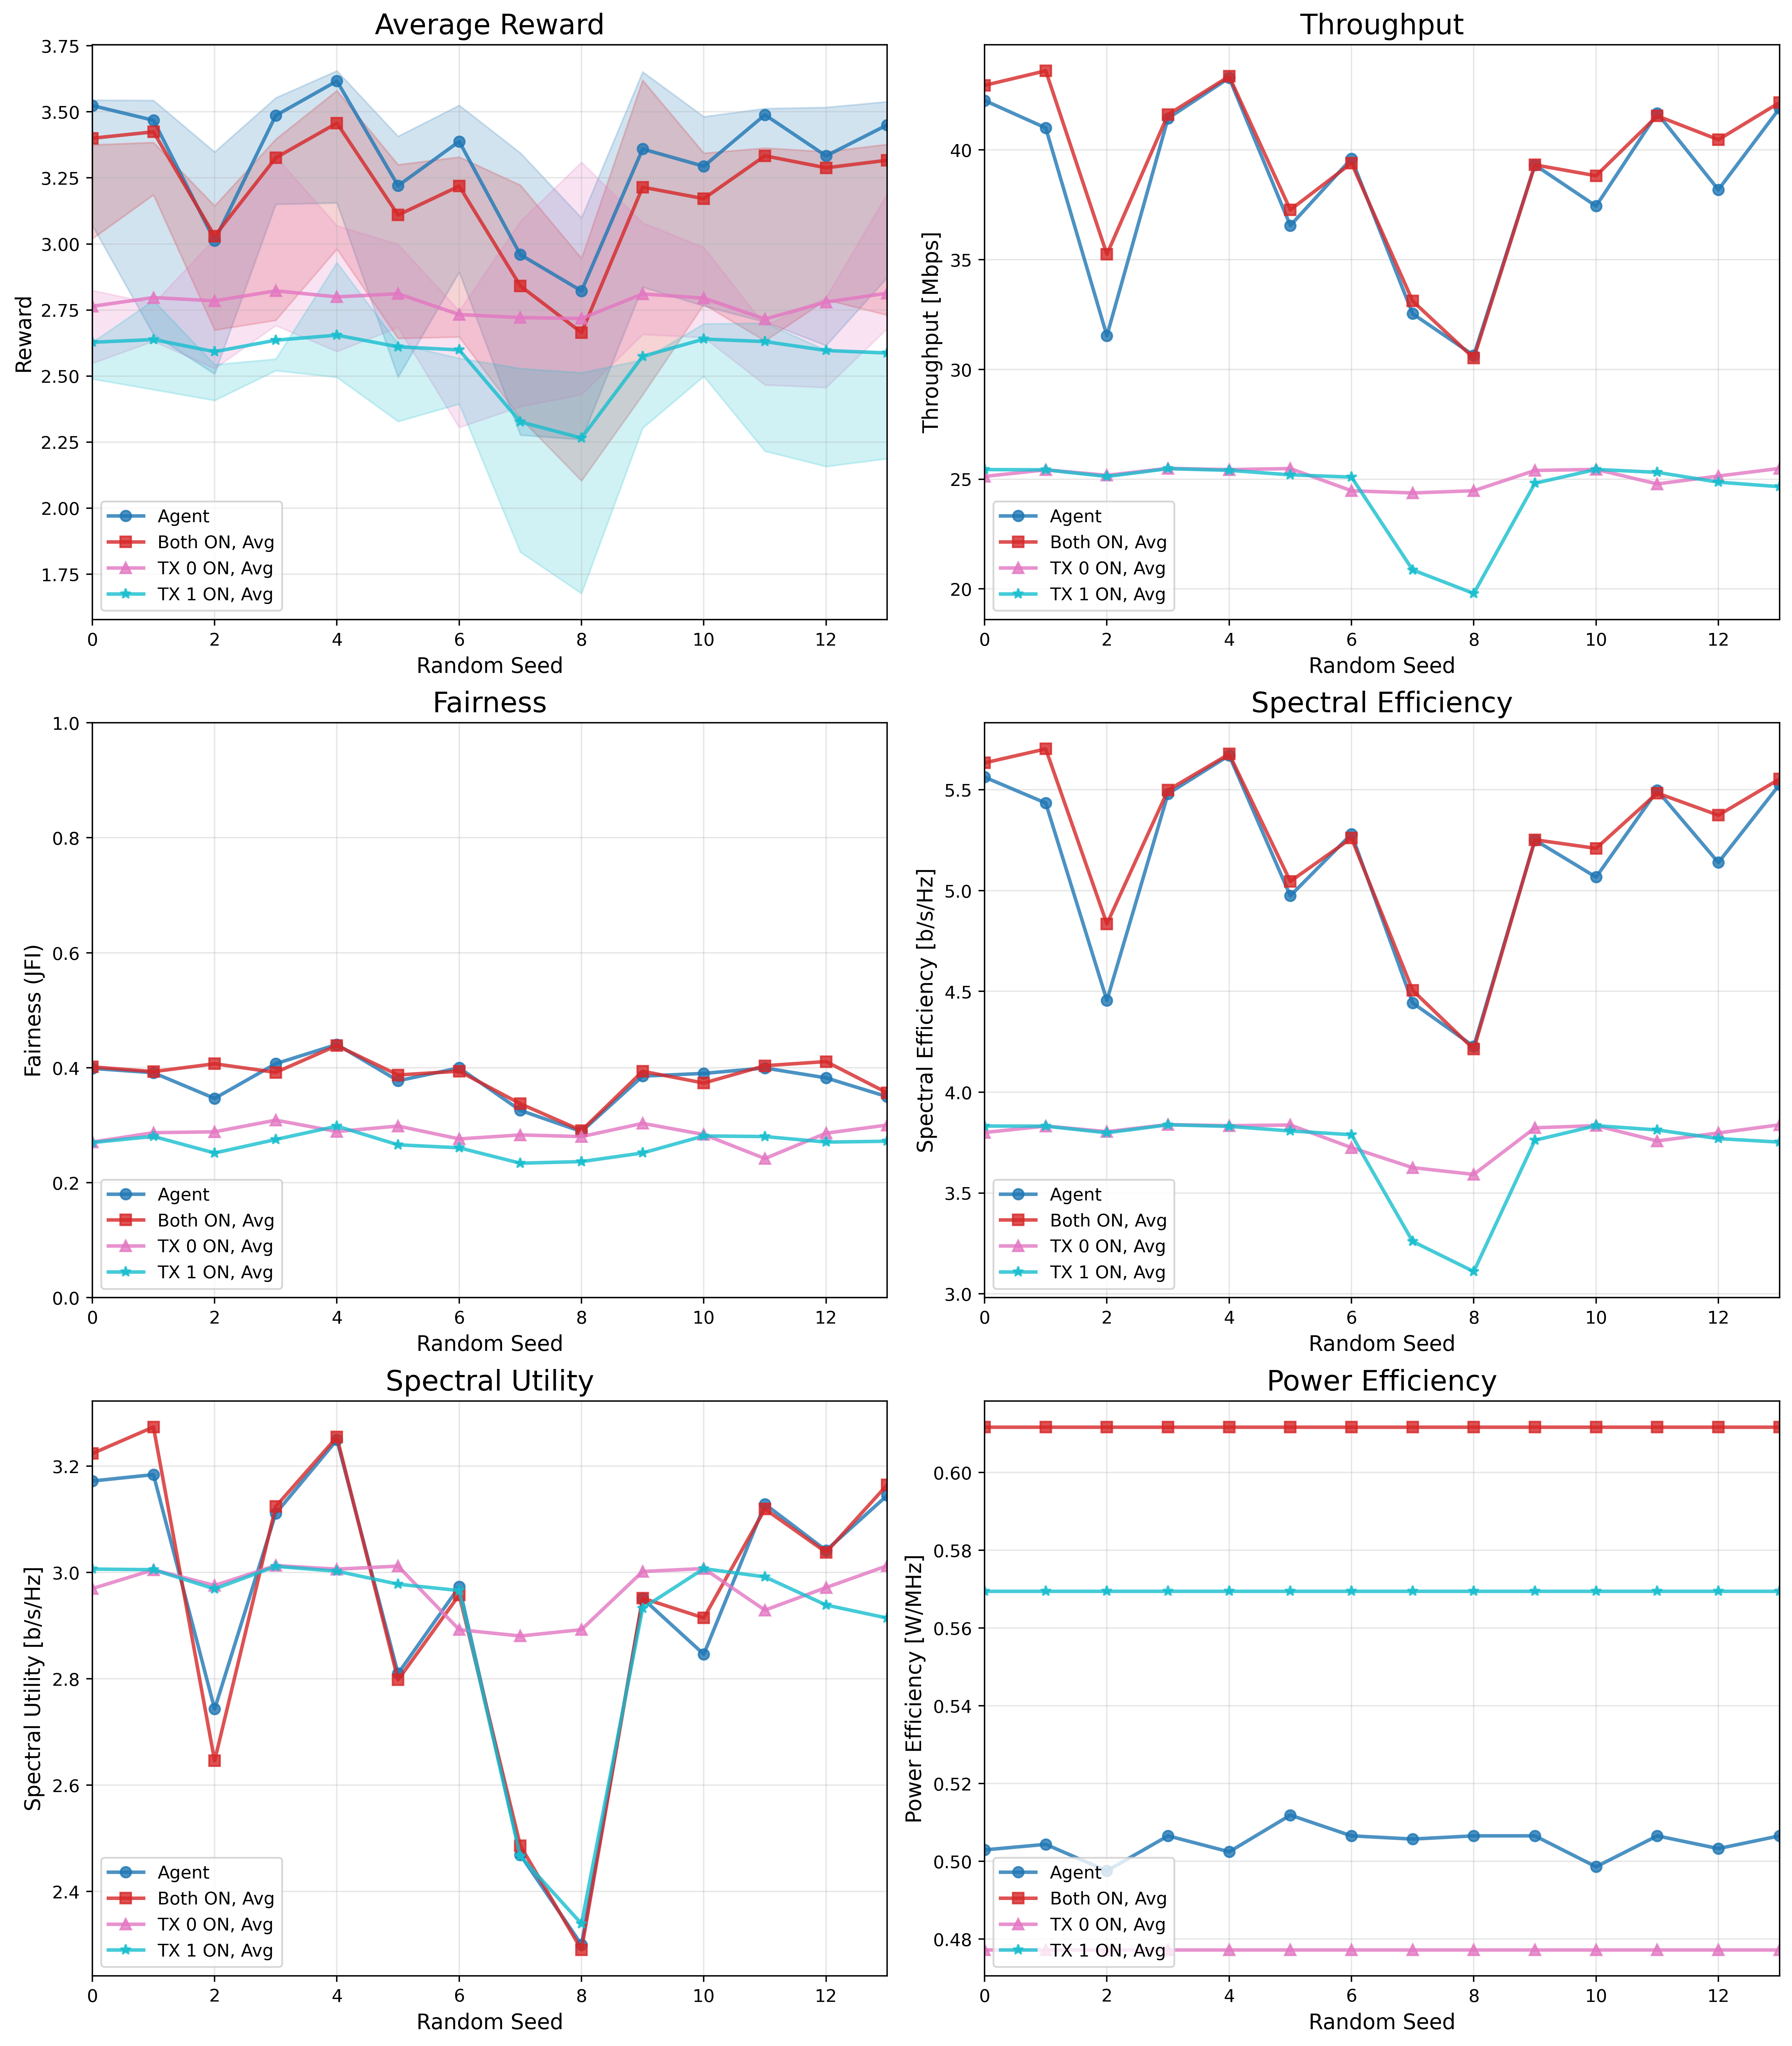 Average Reward
Reward
3.75
3.50
3.25
3.00
2.75
2.50
2.25
2.00
1.75
Agent
Both ON, Avg
TX 0 ON, Avg
TX 1 ON, Avg
0 2 4 6 8 10 12
Random Seed
Throughput
Throughput [Mbps]
40
35
30
25
20
Agent
Both ON, Avg
TX 0 ON, Avg
TX 1 ON, Avg
0 2 4 6 8 10 12
Random Seed
Fairness
Fairness (JFI)
1.0
0.8
0.6
0.4
0.2
0.0
Agent
Both ON, Avg
TX 0 ON, Avg
TX 1 ON, Avg
0 2 4 6 8 10 12
Random Seed
Spectral Efficiency
Spectral Efficiency [b/s/Hz]
5.5
5.0
4.5
4.0
3.5
3.0
Agent
Both ON, Avg
TX 0 ON, Avg
TX 1 ON, Avg
0 2 4 6 8 10 12
Random Seed
Spectral Utility
Spectral Utility [b/s/Hz]
3.2
3.0
2.8
2.6
2.4
Agent
Both ON, Avg
TX 0 ON, Avg
TX 1 ON, Avg
0 2 4 6 8 10 12
Random Seed
Power Efficiency
Power Efficiency [W/MHz]
0.60
0.58
0.56
0.54
0.52
0.50
0.48
Agent
Both ON, Avg
TX 0 ON, Avg
TX 1 ON, Avg
0 2 4 6 8 10 12
Random Seed